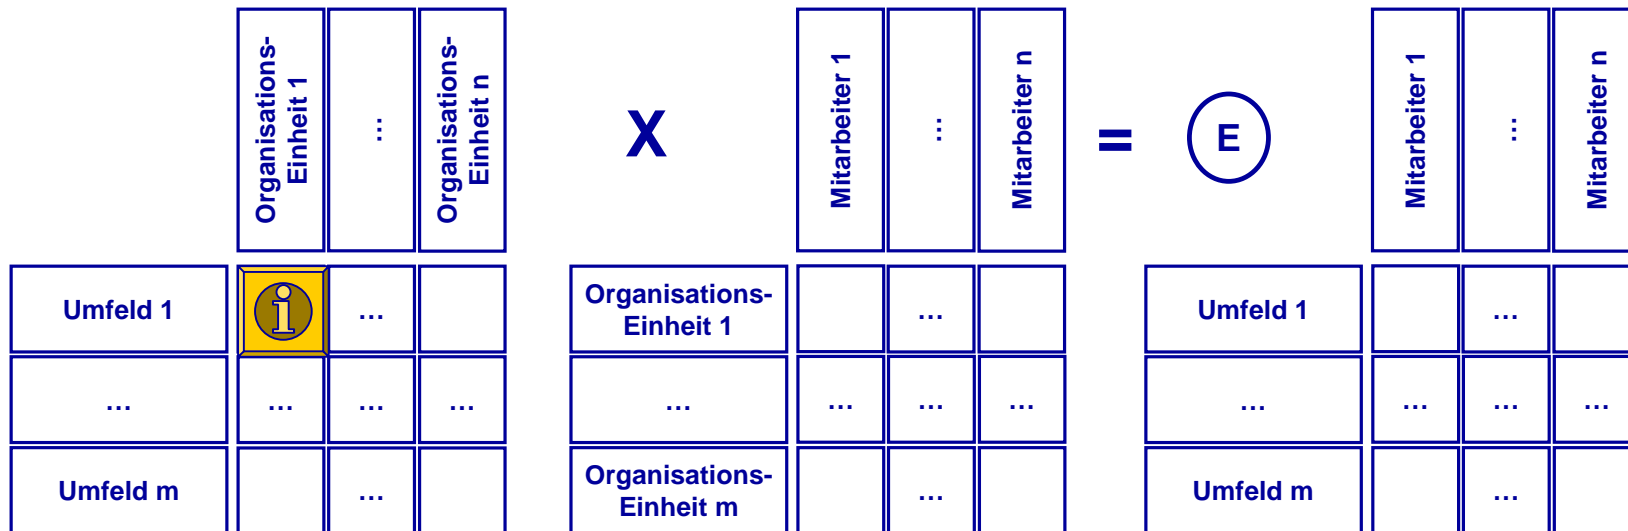 Organisations-
Einheit 1
...
Organisations-
Einheit n
X
Mitarbeiter 1
...
Mitarbeiter n
=
E
Mitarbeiter 1
...
Mitarbeiter n
Umfeld 1
i
...
Organisations-
Einheit 1
...
Umfeld 1
...
...
...
...
...
...
...
...
...
...
...
...
...
Umfeld m
...
Organisations-
Einheit m
...
Umfeld m
...